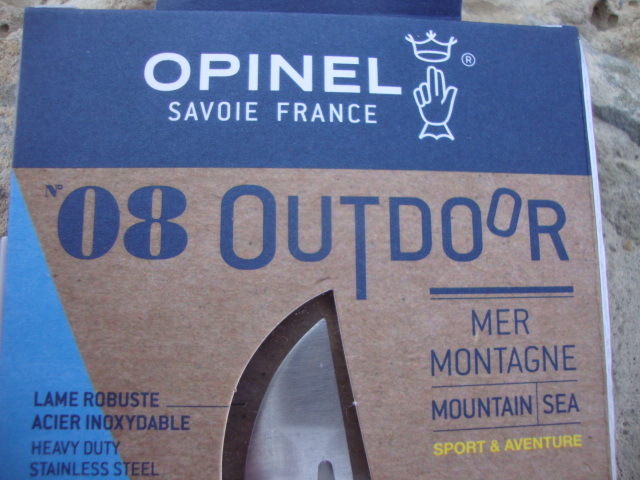 OPINEL ®
SAVOIE FRANCE
N° 08 OUTDOOR
MER
MONTAGNE
MOUNTAIN SEA
SPORT & AVENTURE
LAME ROBUSTE
ACIER INOXYDABLE
HEAVY DUTY
STAINLESS STEEL